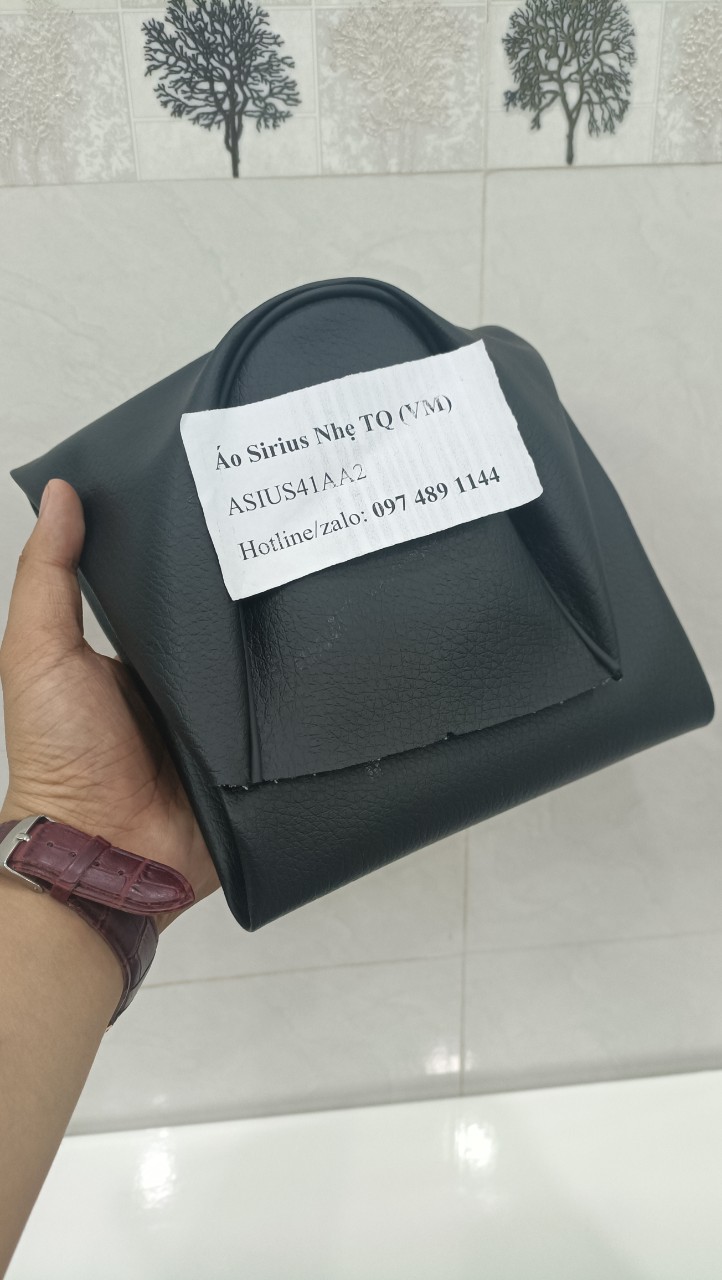 Áo Sirius Nhẹ TQ (VM)
ASIUS41AA2
Hotline/zalo: 097 489 1144